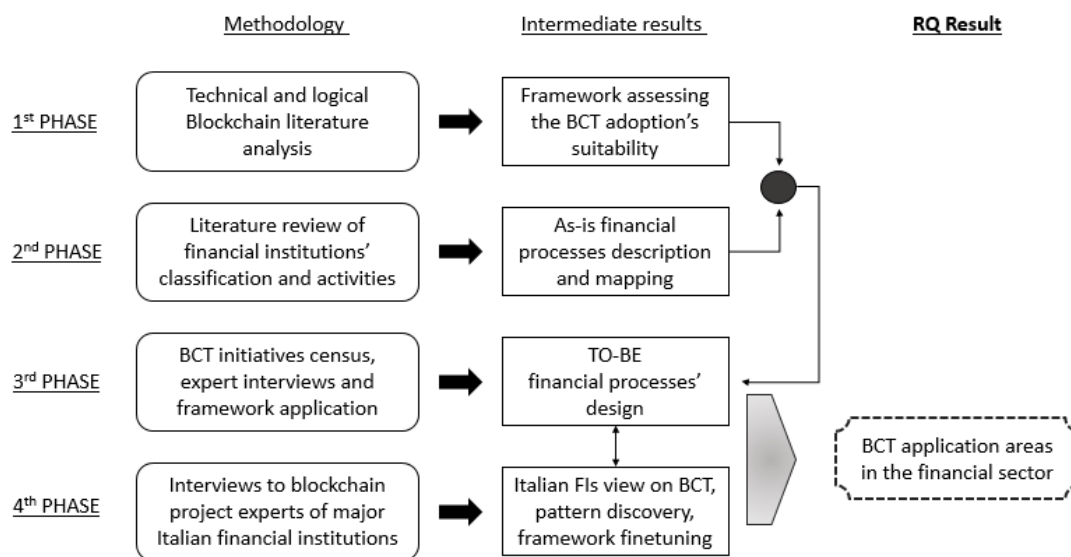 Methodology
Intermediate results
RQ Result
1st PHASE
Technical and logical
Blockchain literature
analysis
Framework assessing
the BCT adoption's
suitability
2nd PHASE
Literature review of
financial institutions'
classification and activities
As-is financial
processes description
and mapping
3rd PHASE
BCT initiatives census,
expert interviews and
framework application
TO-BE
financial processes'
design
4th PHASE
Interviews to blockchain
project experts of major
Italian financial institutions
Italian FIs view on BCT,
pattern discovery,
framework finetuning
BCT application areas
in the financial sector